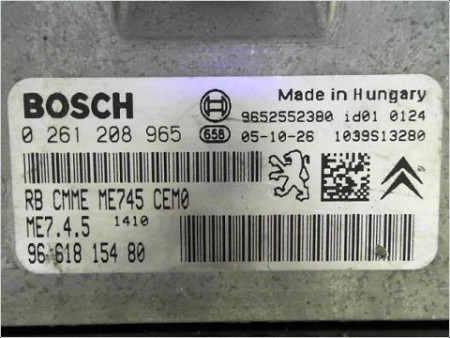 BOSCH
Made in Hungary
9652552380 id01 0124
0 261 208 965 658 05-10-26 1039S13280
RB CMME ME745 CEM0
ME7.4.5 1410
96 618 154 80